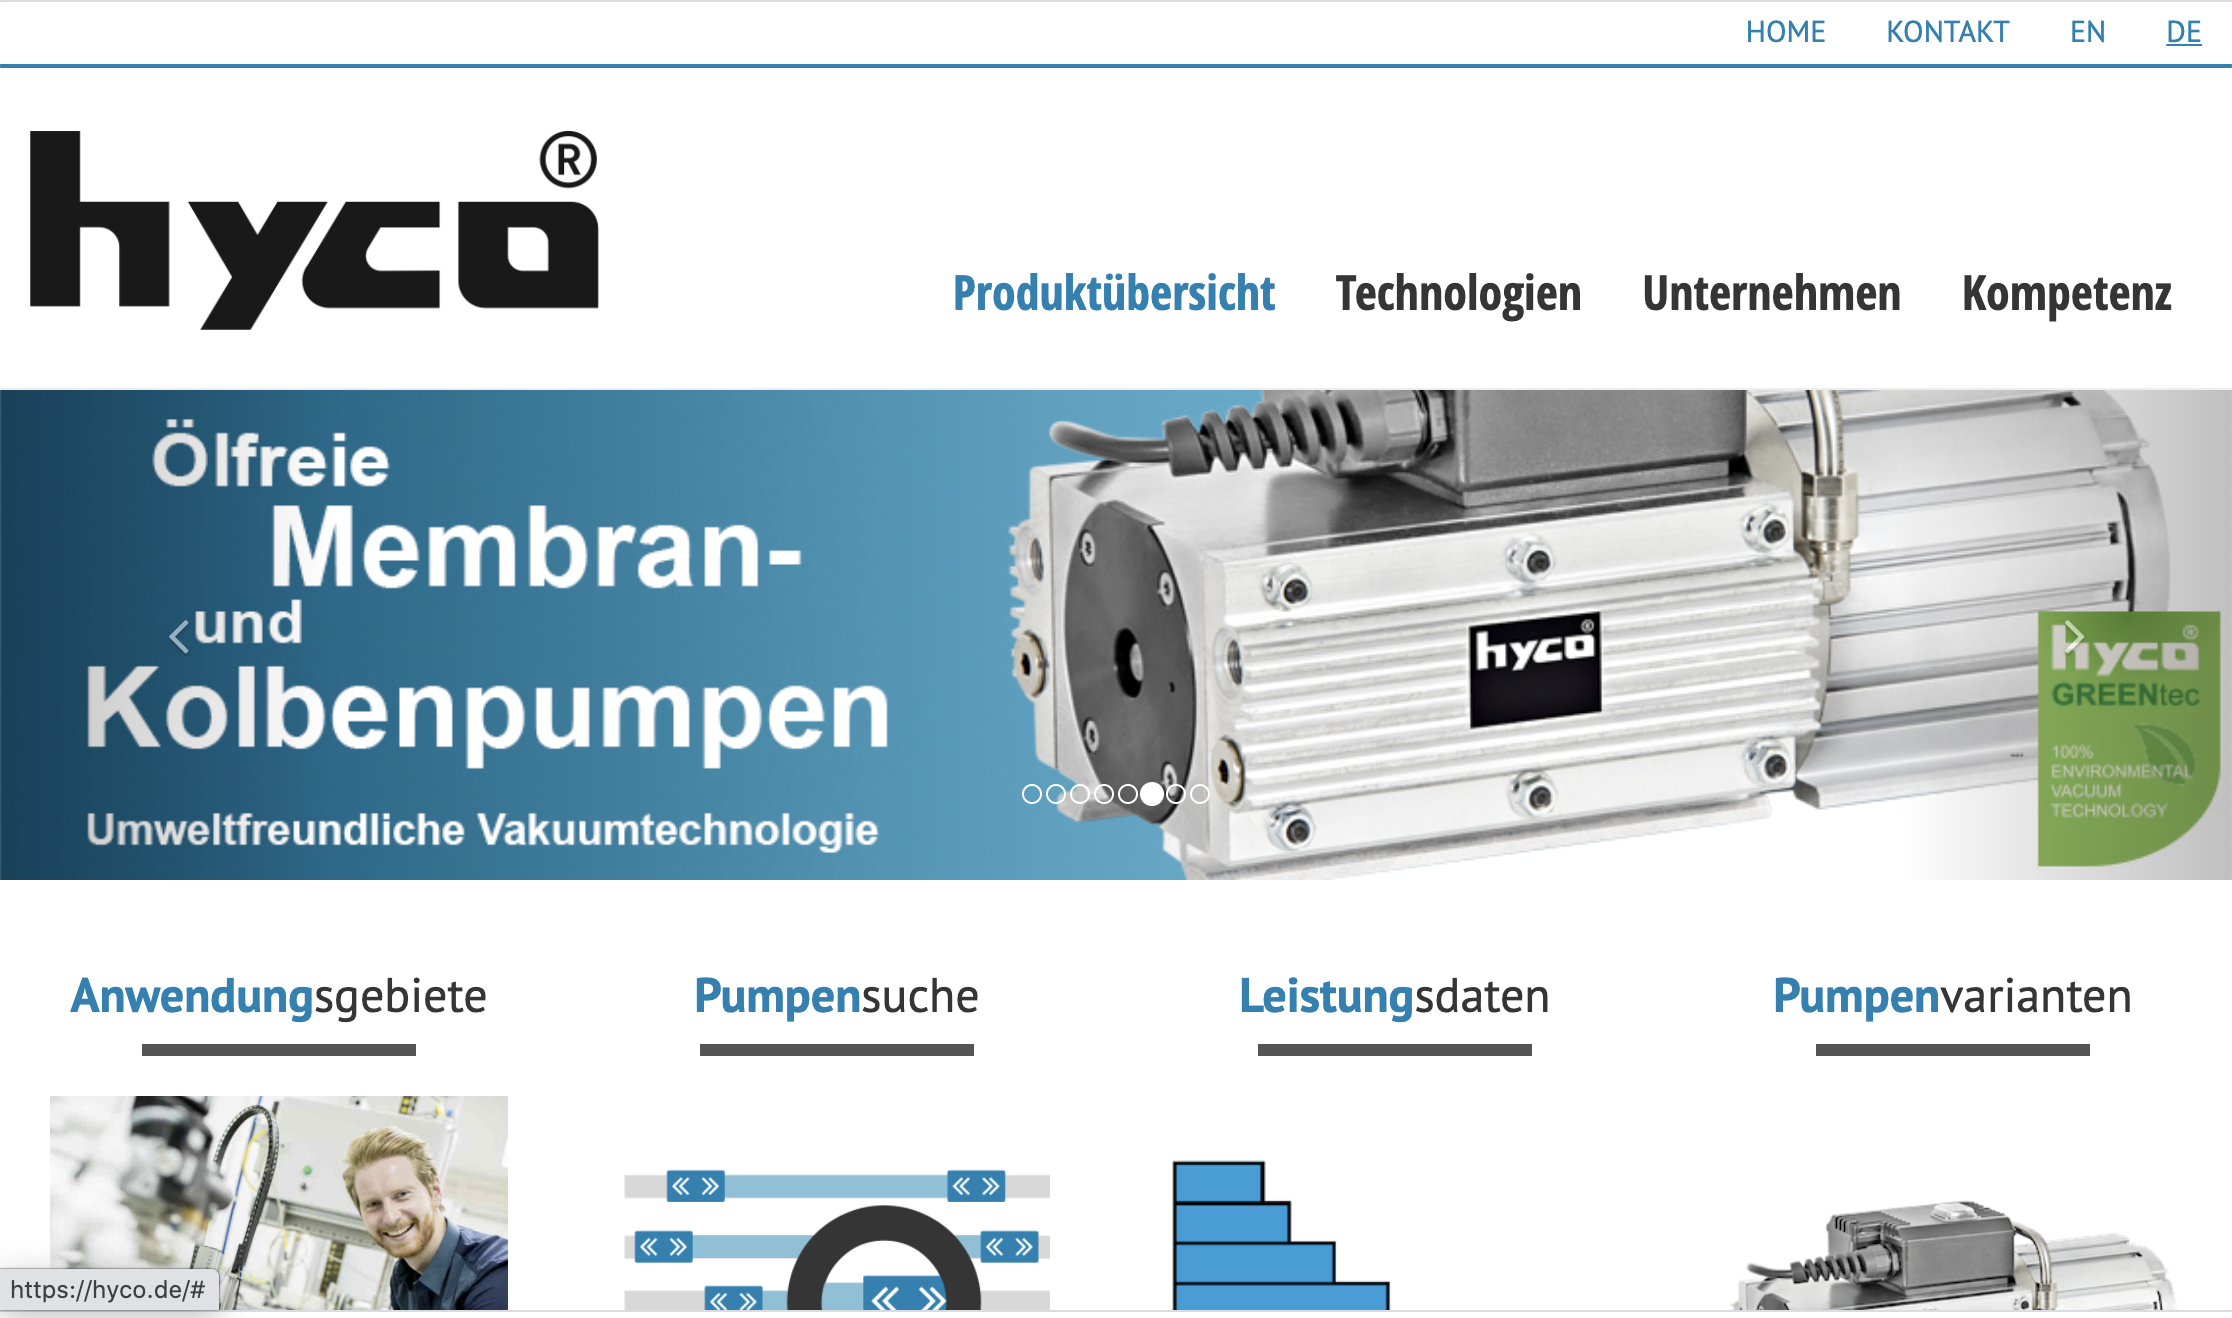 HOME KONTAKT EN DE
hyco®
Produktübersicht Technologien Unternehmen Kompetenz
Ölfreie
Membran-
und
Kolbenpumpen
Umweltfreundliche Vakuumtechnologie
hyco®
hyco®
GREENtec
100%
ENVIRONMENTAL
VACUUM
TECHNOLOGY
Anwendungsgebiete Pumpensuche Leistungsdaten Pumpenvarianten
https://hyco.de/#